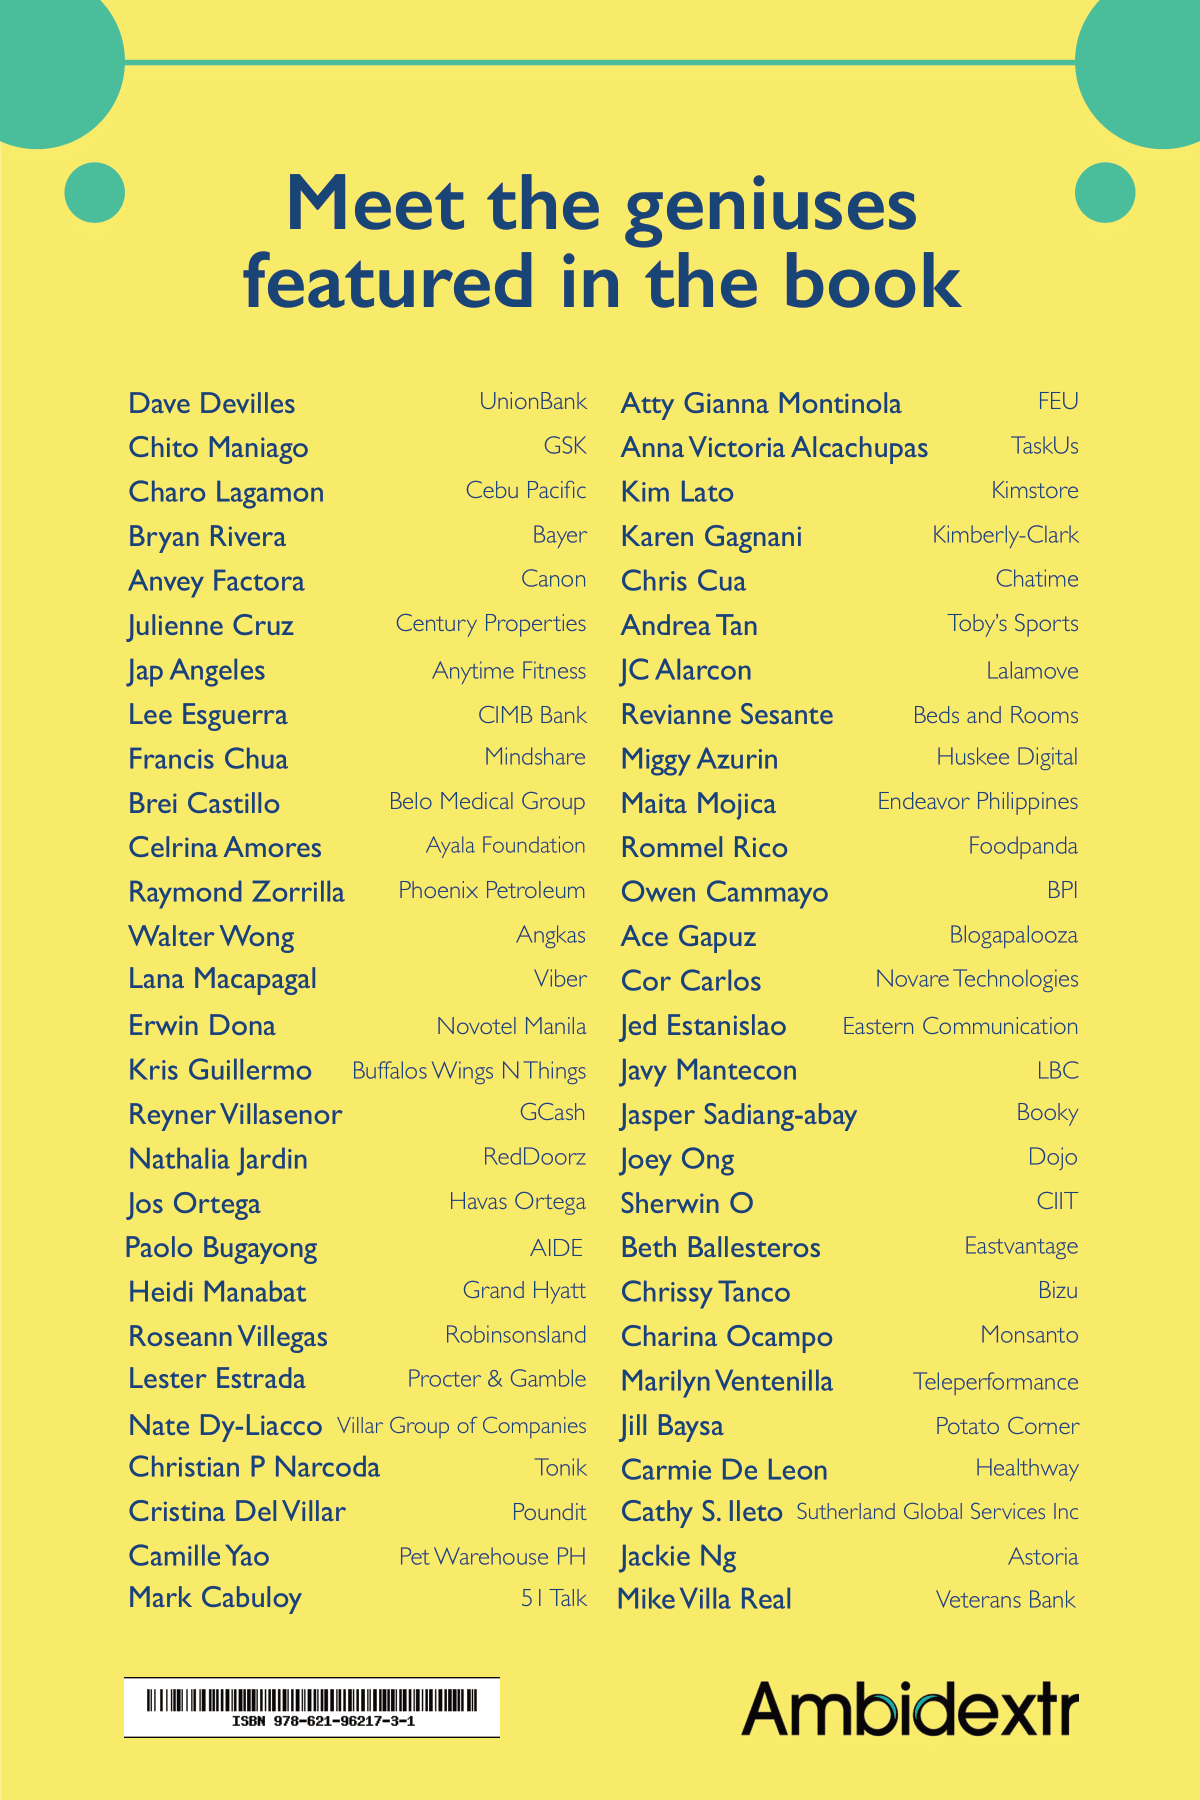 Meet the geniuses
featured in the book
Dave Devilles UnionBank
Chito Maniago GSK
Charo Lagamon Cebu Pacific
Bryan Rivera Bayer
Anvey Factora Canon
Julienne Cruz Century Properties
Jap Angeles Anytime Fitness
Lee Esguerra CIMB Bank
Francis Chua Mindshare
Brei Castillo Belo Medical Group
Celrina Amores Ayala Foundation
Raymond Zorrilla Phoenix Petroleum
Walter Wong Angkas
Lana Macapagal Viber
Erwin Dona Novotel Manila
Kris Guillermo Buffalos Wings N Things
Reyner Villasenor GCash
Nathalia Jardin RedDoorz
Jos Ortega Havas Ortega
Paolo Bugayong AIDE
Heidi Manabat Grand Hyatt
Roseann Villegas Robinsonsland
Lester Estrada Procter & Gamble
Nate Dy-Liacco Villar Group of Companies
Christian P Narcoda Tonik
Cristina Del Villar Poundit
Camille Yao Pet Warehouse PH
Mark Cabuloy 51 Talk
Atty Gianna Montinola FEU
Anna Victoria Alcachupas TaskUs
Kim Lato Kimstore
Karen Gagnani Kimberly-Clark
Chris Cua Chatime
Andrea Tan Toby's Sports
JC Alarcon Lalamove
Revianne Sesante Beds and Rooms
Miggy Azurin Huskee Digital
Maita Mojica Endeavor Philippines
Rommel Rico Foodpanda
Owen Cammayo BPI
Ace Gapuz Blogapalooza
Cor Carlos Novare Technologies
Jed Estanislao Eastern Communication
Javy Mantecon LBC
Jasper Sadiang-abay Booky
Joey Ong Dojo
Sherwin O CIIT
Beth Ballesteros Eastvantage
Chrissy Tanco Bizu
Charina Ocampo Monsanto
Marilyn Ventenilla Teleperformance
Jill Baysa Potato Corner
Carmie De Leon Healthway
Cathy S. Ileto Sutherland Global Services Inc
Jackie Ng Astoria
Mike Villa Real Veterans Bank
ISBN 978-621-96217-3-1
Ambidextr